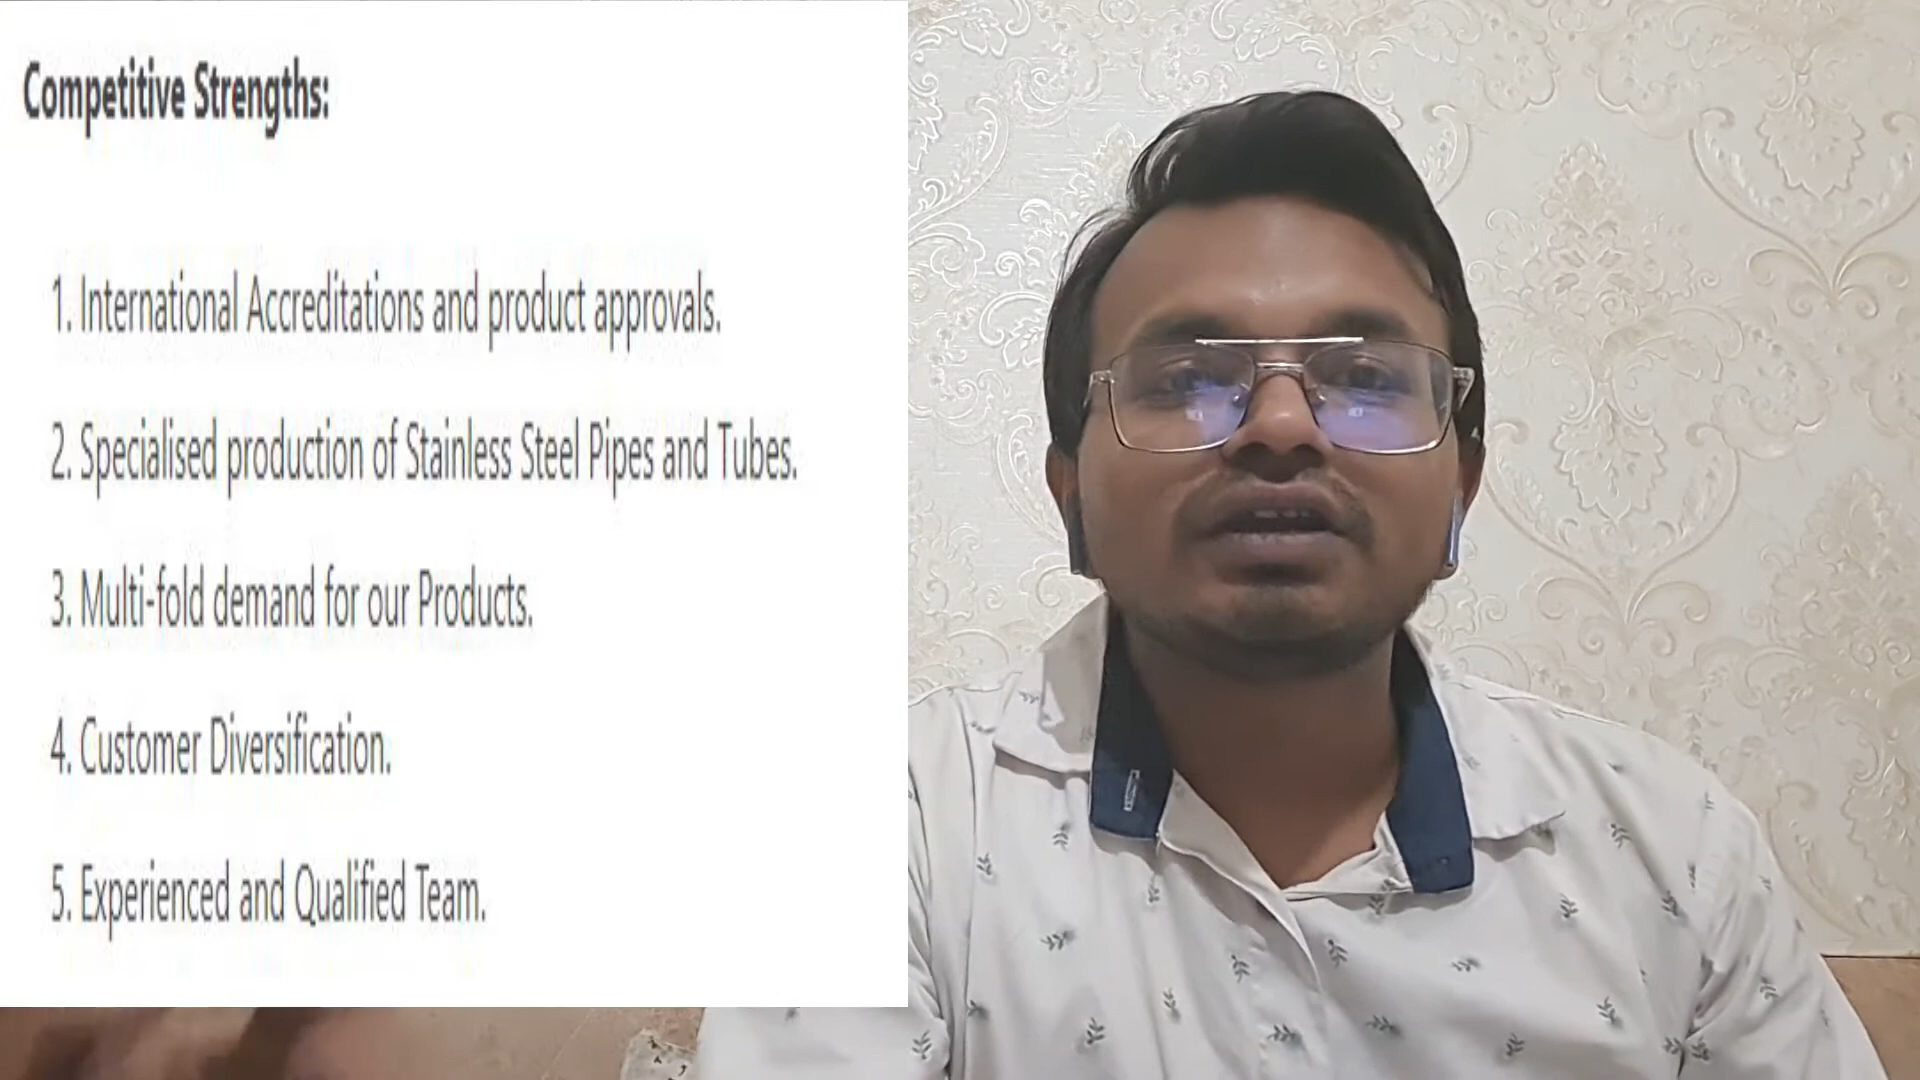 Competitive Strengths:
1. International Accreditations and product approvals.
2. Specialised production of Stainless Steel Pipes and Tubes.
3. Multi-fold demand for our Products.
4. Customer Diversification.
5. Experienced and Qualified Team.